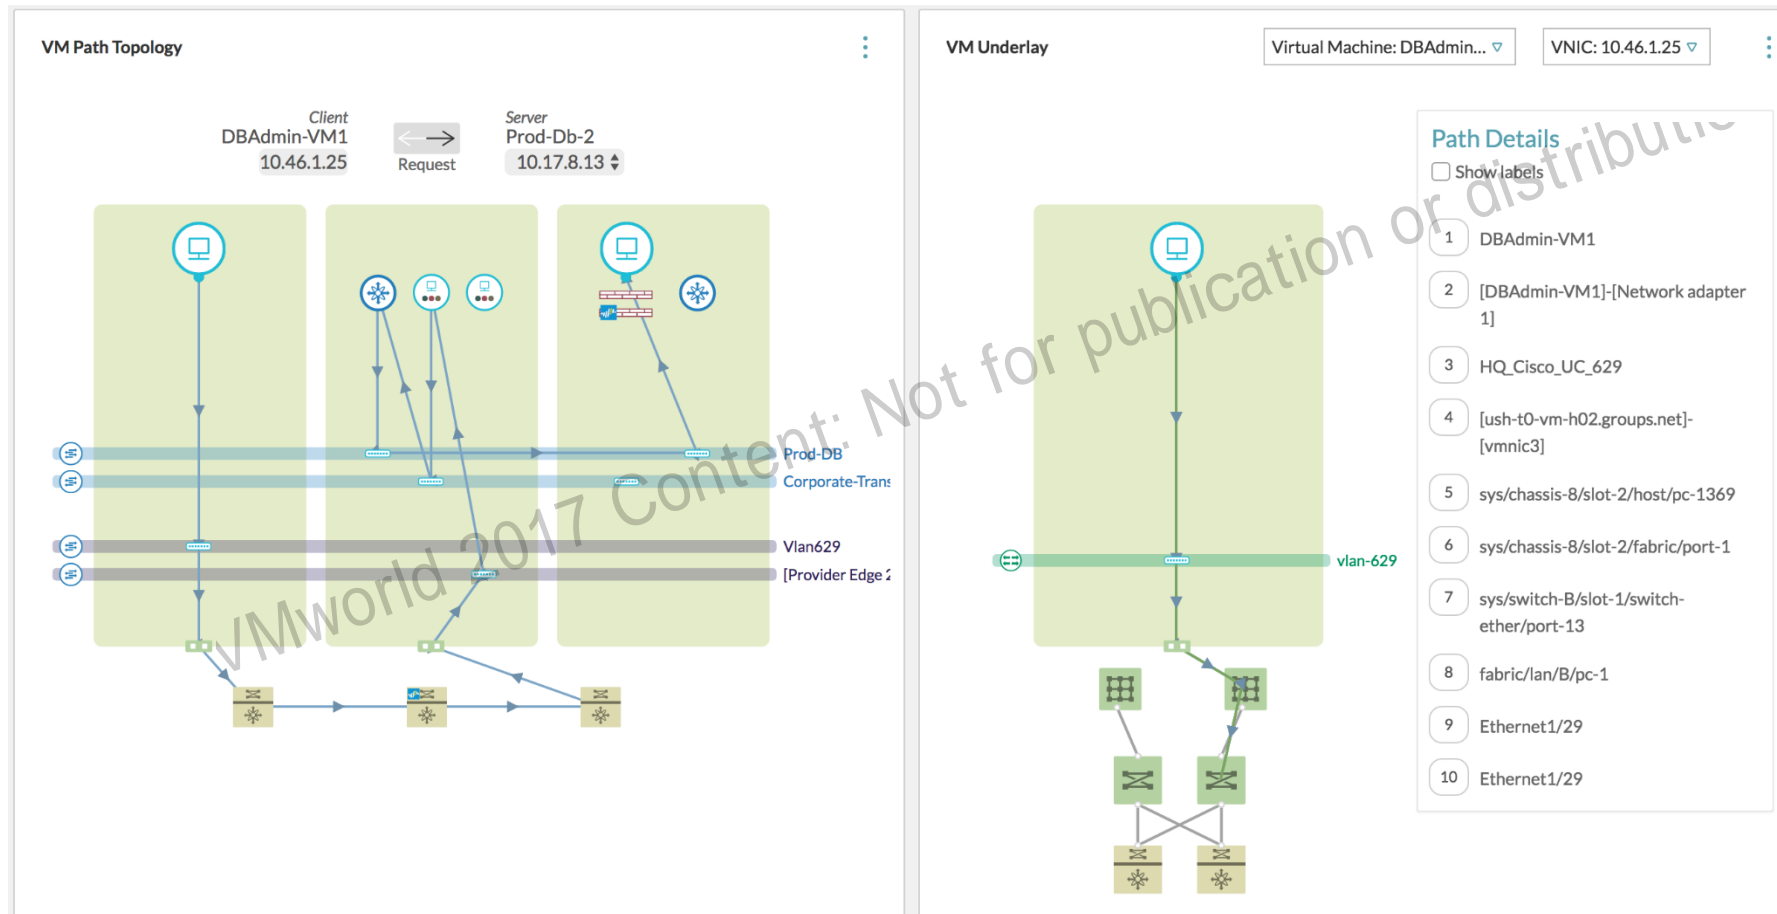 VM Path Topology
Client
DBAdmin-VM1
10.46.1.25
Request
Server
Prod-Db-2
10.17.8.13
Prod-DB
Corporate-Trans
Vlan629
[Provider Edge 2
VM Underlay
Virtual Machine: DBAdmin...
VNIC: 10.46.1.25
vlan-629
Path Details
Show labels
1 DBAdmin-VM1
2 [DBAdmin-VM1]-[Network adapter
1]
3 HQ_Cisco_UC_629
4 [ush-t0-vm-h02.groups.net]-
[vmnic3]
5 sys/chassis-8/slot-2/host/pc-1369
6 sys/chassis-8/slot-2/fabric/port-1
7 sys/switch-B/slot-1/switch-
ether/port-13
8 fabric/lan/B/pc-1
9 Ethernet1/29
10 Ethernet1/29
VMworld 2017 Content: Not for publication or distributio